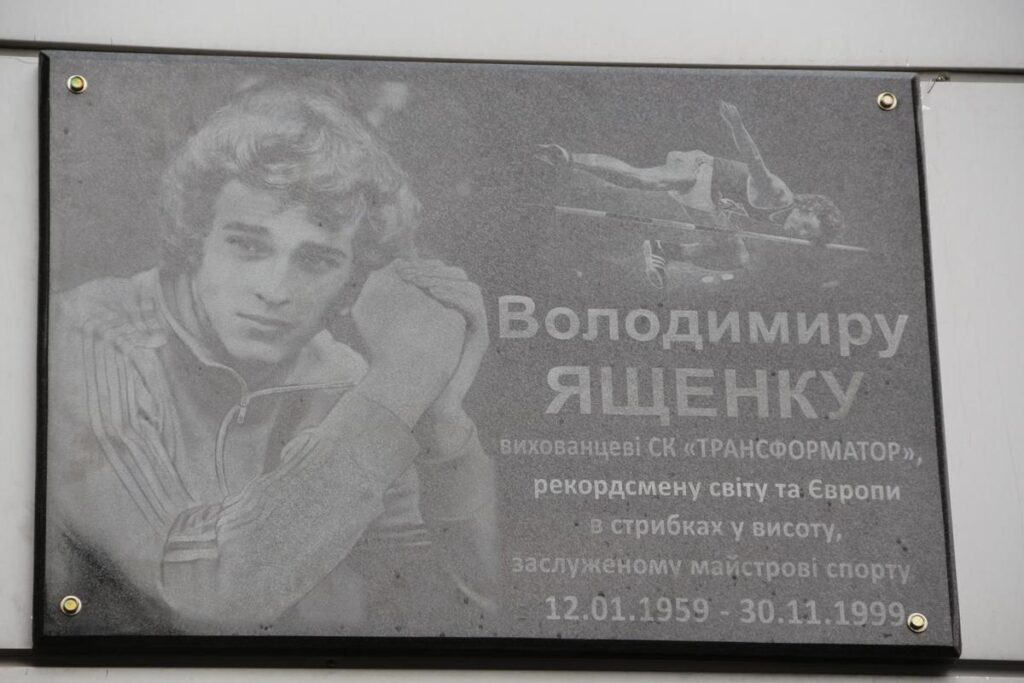 Володимиру
ЯЩЕНКУ
вихованцеві СК «ТРАНСФОРМАТОР»,
рекордсмену світу та Європи
в стрибках у висоту,
заслуженому майстрові спорту
12.01.1959 - 30.11.1999